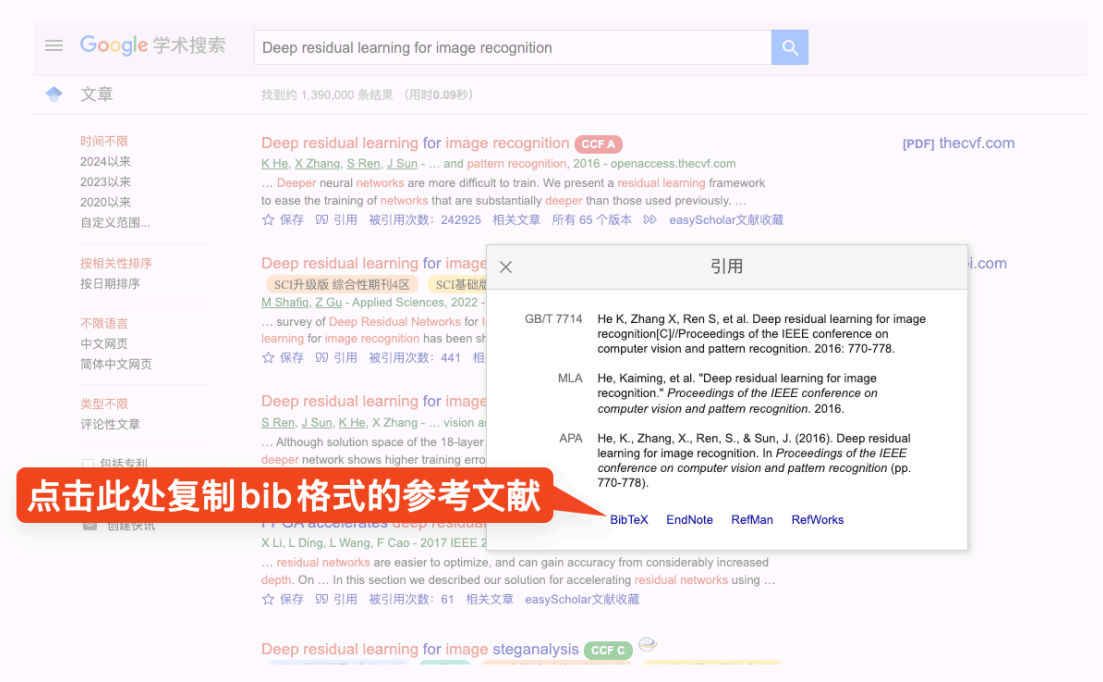 Google 学术搜索
Deep residual learning for image recognition
文章
找到约 1,390,000 条结果 （用时0.09秒）
时间不限
2024以来
2023以来
2020以来
自定义范围...
按相关性排序
按日期排序
不限语言
中文网页
简体中文网页
类型不限
评论性文章
包括专利
创建快讯
Deep residual learning for image recognition CCF A
[PDF] thecvf.com
K He, X Zhang, S Ren, J Sun - … and pattern recognition, 2016 - openaccess.thecvf.com
… Deeper neural networks are more difficult to train. We present a residual learning framework
to ease the training of networks that are substantially deeper than those used previously. …
保存 引用 被引用次数：242925 相关文章 所有 65 个版本 easyScholar文献收藏
Deep residual learning for image
i.com
SCI升级版 综合性期刊4区 SCI基础版
M Shafiq, Z Gu - Applied Sciences, 2022 -
… survey of Deep Residual Networks for
learning for image recognition has been
保存 引用 被引用次数：441 相
Deep residual learning for image
S Ren, J Sun, K He, X Zhang - … vision
… Although solution space of the 18-layer
deeper network shows higher training erro
点击此处复制bib格式的参考文献
FPGA accelerates deep residual
X Li, L Ding, L Wang, F Cao - 2017 IEEE 2
… residual networks are easier to optimize, and can gain accuracy from considerably increased
depth. On … In this section we described our solution for accelerating residual networks using …
保存 引用 被引用次数：61 相关文章 easyScholar文献收藏
Deep residual learning for image steganalysis CCF C
引用
GB/T 7714 He K, Zhang X, Ren S, et al. Deep residual learning for image
recognition[C]//Proceedings of the IEEE conference on
computer vision and pattern recognition. 2016: 770-778.
MLA He, Kaiming, et al. "Deep residual learning for image
recognition." Proceedings of the IEEE conference on
computer vision and pattern recognition. 2016.
APA He, K., Zhang, X., Ren, S., & Sun, J. (2016). Deep residual
learning for image recognition. In Proceedings of the IEEE
conference on computer vision and pattern recognition (pp.
770-778).
BibTeX EndNote RefMan RefWorks